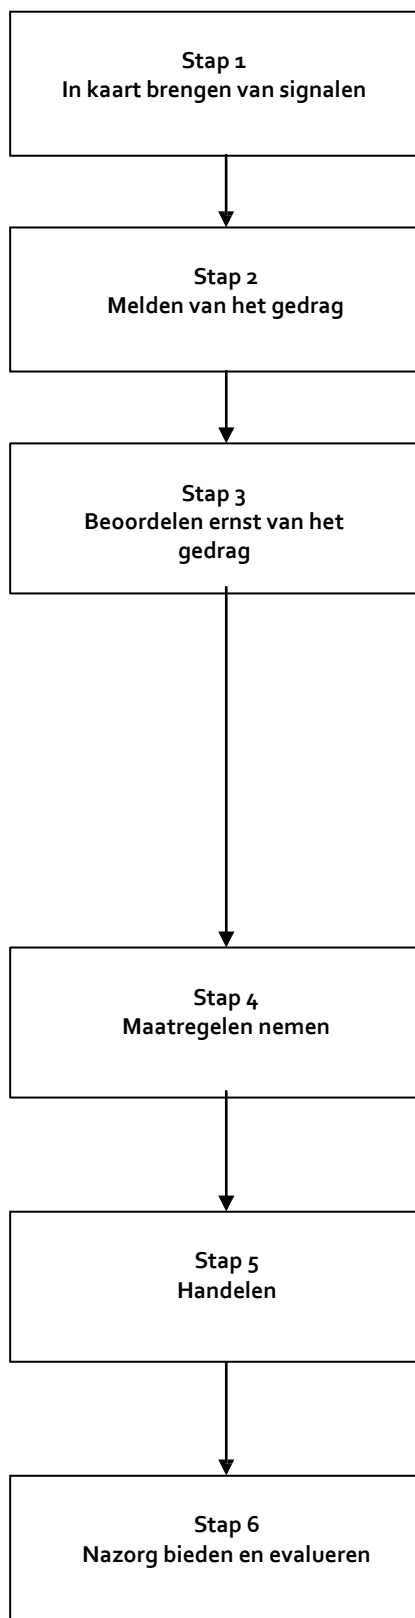 Stap 1
In kaart brengen van signalen
Stap 2
Melden van het gedrag
Stap 3
Beoordelen ernst van het
gedrag
Stap 4
Maatregelen nemen
Stap 5
Handelen
Stap 6
Nazorg bieden en evalueren